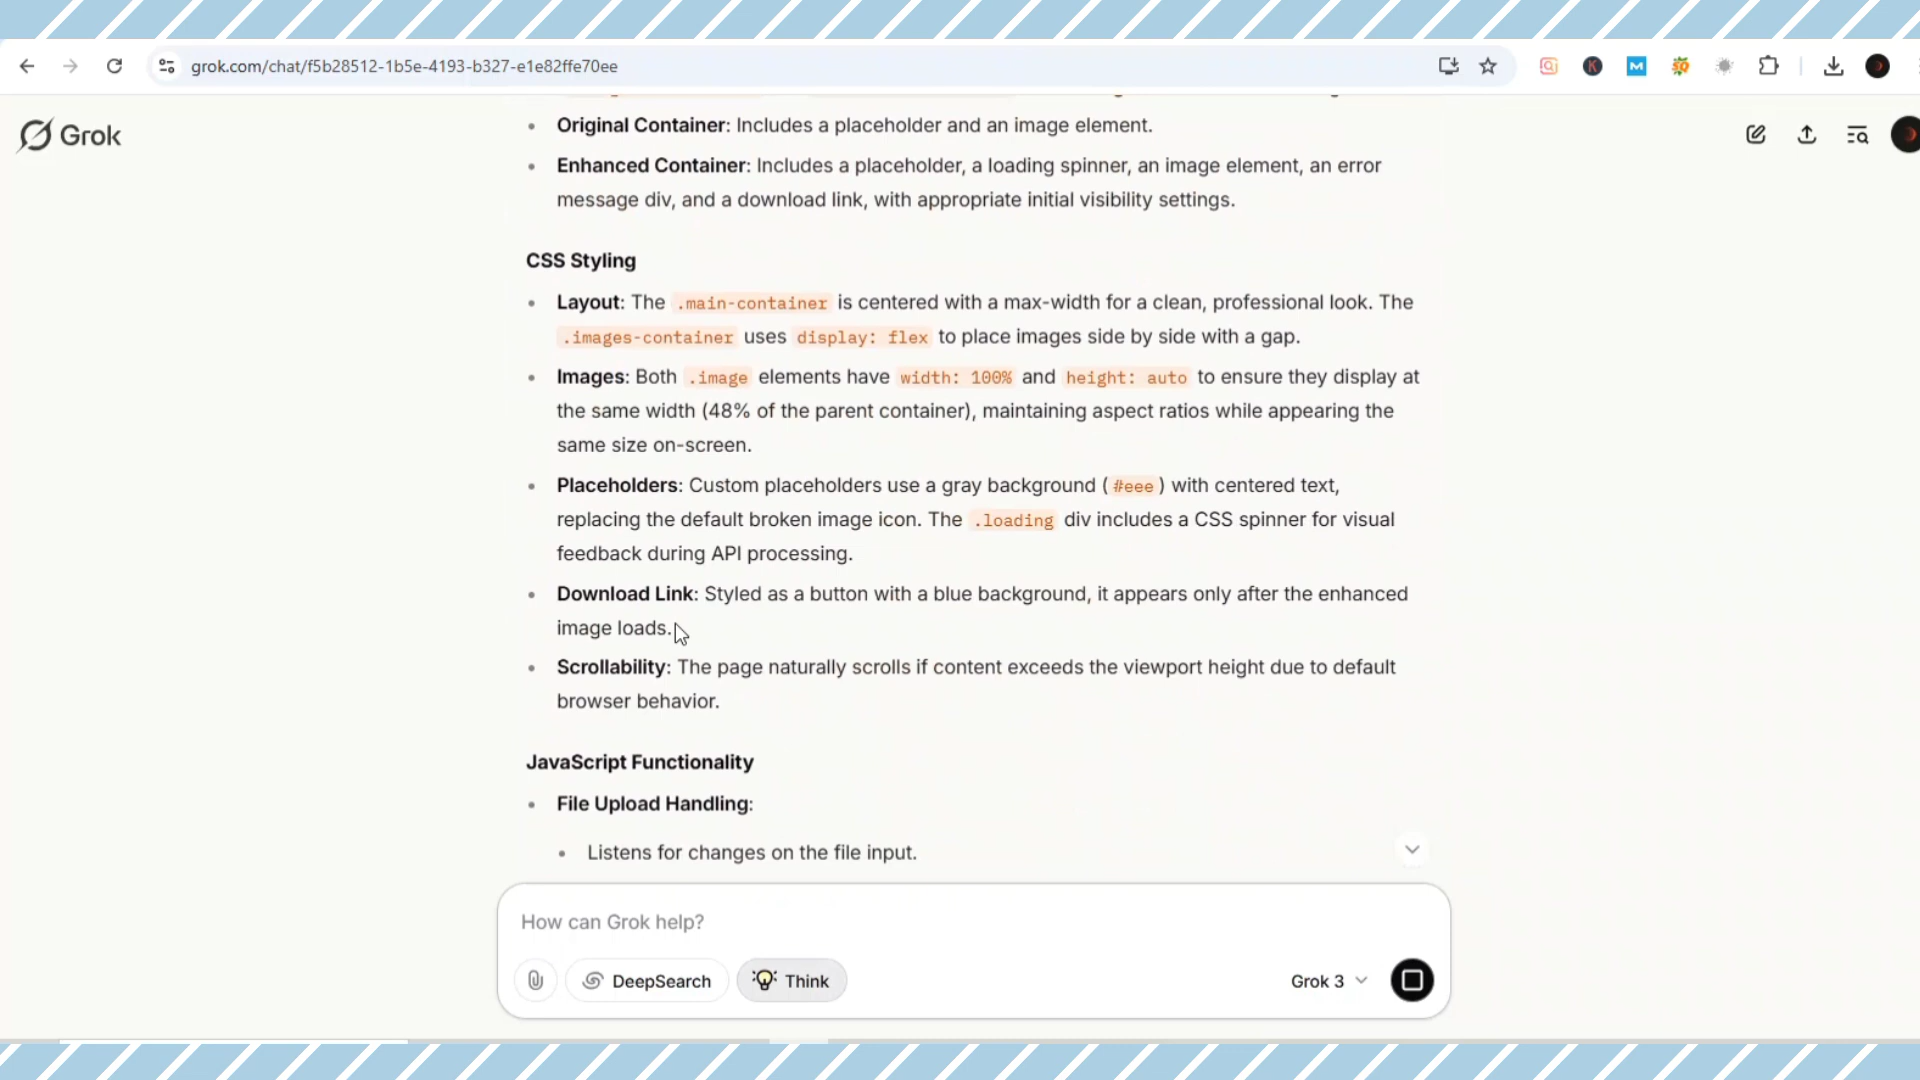 grok.com/chat/f5b28512-1b5e-4193-b327-e1e82ffe70ee
Grok
Original Container: Includes a placeholder and an image element.
Enhanced Container: Includes a placeholder, a loading spinner, an image element, an error
message div, and a download link, with appropriate initial visibility settings.
CSS Styling
Layout: The .main-container is centered with a max-width for a clean, professional look. The
.images-container uses display: flex to place images side by side with a gap.
Images: Both .image elements have width: 100% and height: auto to ensure they display at
the same width (48% of the parent container), maintaining aspect ratios while appearing the
same size on-screen.
Placeholders: Custom placeholders use a gray background (#eee) with centered text,
replacing the default broken image icon. The .loading div includes a CSS spinner for visual
feedback during API processing.
Download Link: Styled as a button with a blue background, it appears only after the enhanced
image loads.
Scrollability: The page naturally scrolls if content exceeds the viewport height due to default
browser behavior.
JavaScript Functionality
File Upload Handling:
Listens for changes on the file input.
How can Grok help?
DeepSearch
Think
Grok 3